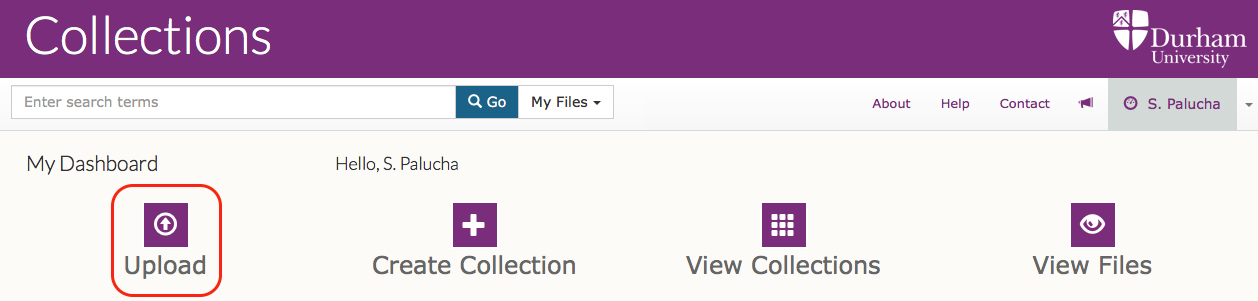 Collections
Durham
University
Enter search terms
Go
My Files
About
Help
Contact
S. Palucha
My Dashboard
Hello, S. Palucha
Upload
Create Collection
View Collections
View Files